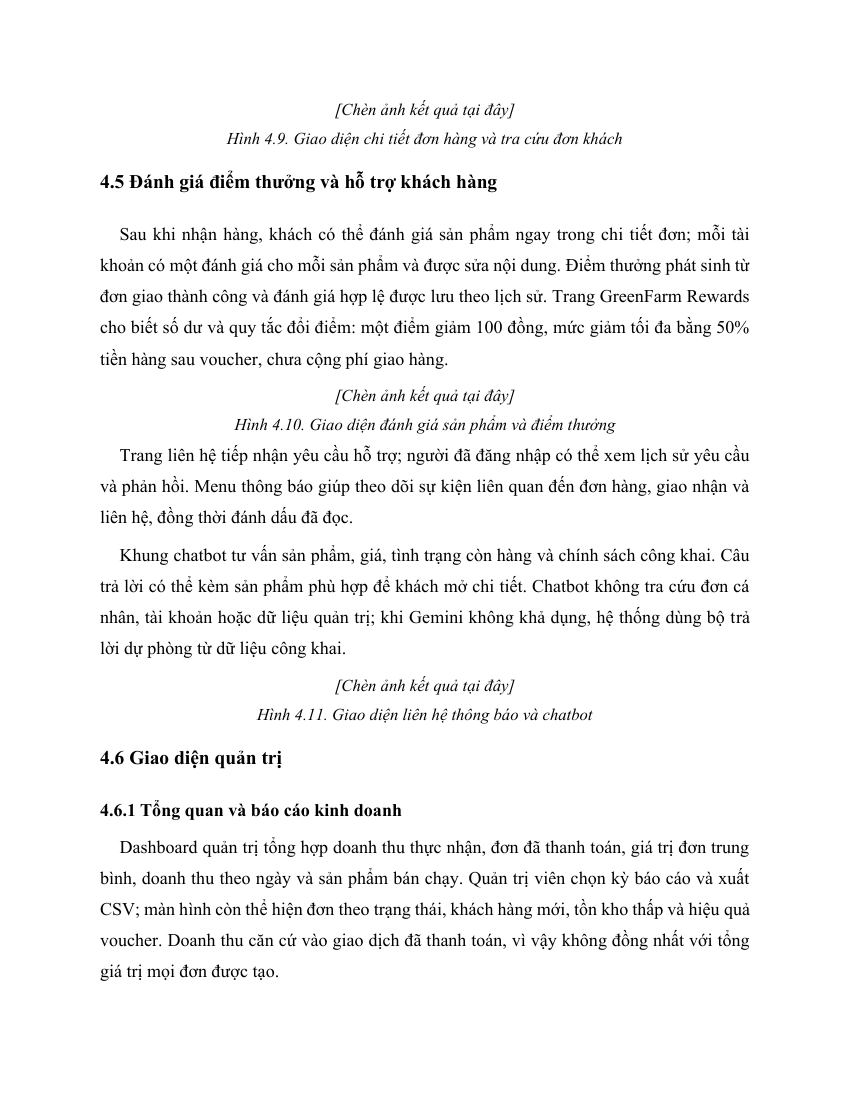 [Chèn ảnh kết quả tại đây]
Hình 4.9. Giao diện chi tiết đơn hàng và tra cứu đơn khách
4.5 Đánh giá điểm thưởng và hỗ trợ khách hàng
Sau khi nhận hàng, khách có thể đánh giá sản phẩm ngay trong chi tiết đơn; mỗi tài
khoản có một đánh giá cho mỗi sản phẩm và được sửa nội dung. Điểm thưởng phát sinh từ
đơn giao thành công và đánh giá hợp lệ được lưu theo lịch sử. Trang GreenFarm Rewards
cho biết số dư và quy tắc đổi điểm: một điểm giảm 100 đồng, mức giảm tối đa bằng 50%
tiền hàng sau voucher, chưa cộng phí giao hàng.
[Chèn ảnh kết quả tại đây]
Hình 4.10. Giao diện đánh giá sản phẩm và điểm thưởng
Trang liên hệ tiếp nhận yêu cầu hỗ trợ; người đã đăng nhập có thể xem lịch sử yêu cầu
và phản hồi. Menu thông báo giúp theo dõi sự kiện liên quan đến đơn hàng, giao nhận và
liên hệ, đồng thời đánh dấu đã đọc.
Khung chatbot tư vấn sản phẩm, giá, tình trạng còn hàng và chính sách công khai. Câu
trả lời có thể kèm sản phẩm phù hợp để khách mở chi tiết. Chatbot không tra cứu đơn cá
nhân, tài khoản hoặc dữ liệu quản trị; khi Gemini không khả dụng, hệ thống dùng bộ trả
lời dự phòng từ dữ liệu công khai.
[Chèn ảnh kết quả tại đây]
Hình 4.11. Giao diện liên hệ thông báo và chatbot
4.6 Giao diện quản trị
4.6.1 Tổng quan và báo cáo kinh doanh
Dashboard quản trị tổng hợp doanh thu thực nhận, đơn đã thanh toán, giá trị đơn trung
bình, doanh thu theo ngày và sản phẩm bán chạy. Quản trị viên chọn kỳ báo cáo và xuất
CSV; màn hình còn thể hiện đơn theo trạng thái, khách hàng mới, tồn kho thấp và hiệu quả
voucher. Doanh thu căn cứ vào giao dịch đã thanh toán, vì vậy không đồng nhất với tổng
giá trị mọi đơn được tạo.